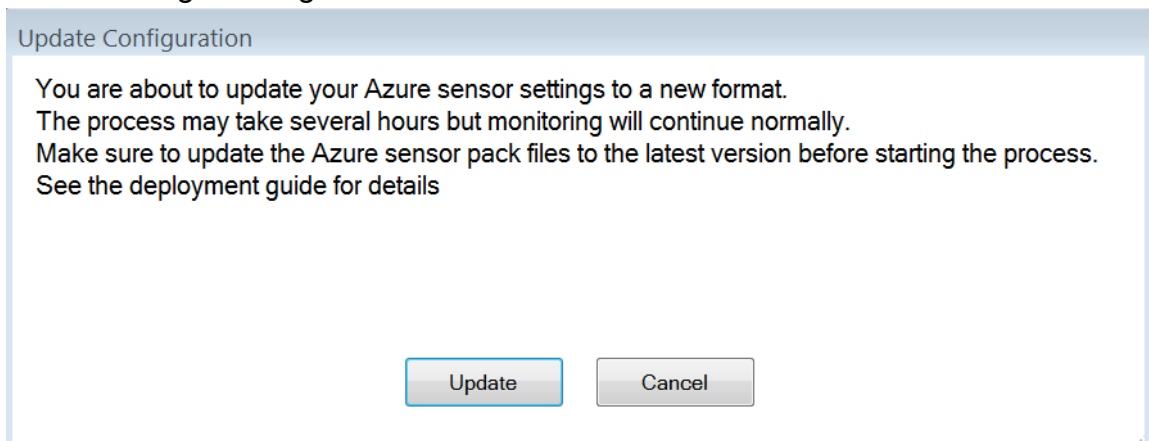 Update Configuration
You are about to update your Azure sensor settings to a new format.
The process may take several hours but monitoring will continue normally.
Make sure to update the Azure sensor pack files to the latest version before starting the process.
See the deployment guide for details
Update Cancel